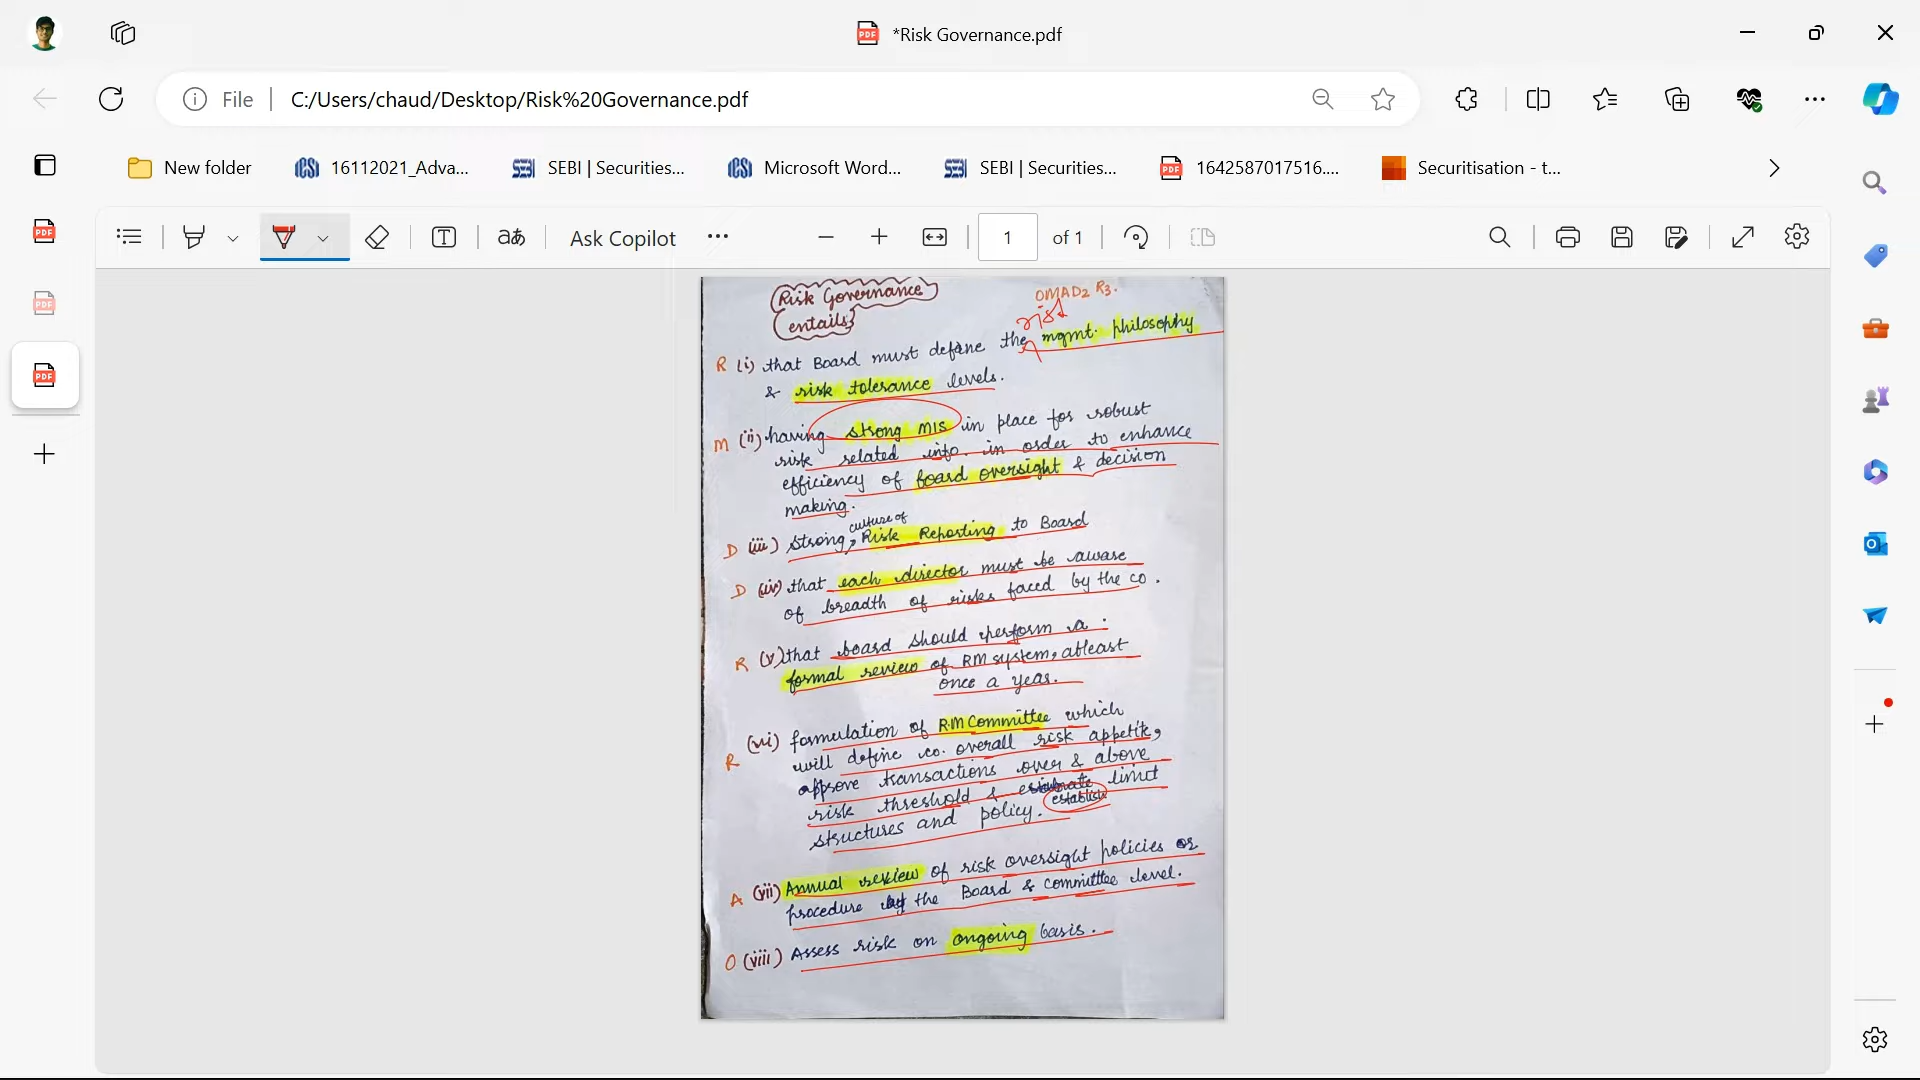 *Risk Governance.pdf
File
C:/Users/chaud/Desktop/Risk%20Governance.pdf
New folder
16112021_Adva...
SEBI | Securities...
Microsoft Word...
SEBI | Securities...
1642587017516....
Securitisation - t...
Ask Copilot
1 of 1
Risk Governance
entails
OMAD2 R3.
risk
R (i) that Board must define the mgmt. philosophy
& risk tolerance levels.
M (ii) having strong MIS in place for robust
risk related info. in order to enhance
efficiency of board oversight & decision
making.
culture of
D (iii) strong, Risk Reporting to Board
D (iv) that each director must be aware
of breadth of risks faced by the co.
R (v) that board should perform a
formal review of RM system, atleast
once a year.
(vi) formulation of RM Committee which
R will define co. overall risk appetite,
approve transactions over & above
risk threshold & establish limit
structures and policy.
A (vii) Annual review of risk oversight policies or
procedure by the Board & committee level.
O (viii) Assess risk on ongoing basis.